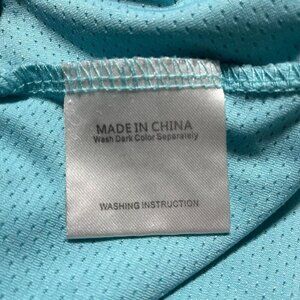 MADE IN CHINA
Wash Dark Color Separately
WASHING INSTRUCTION